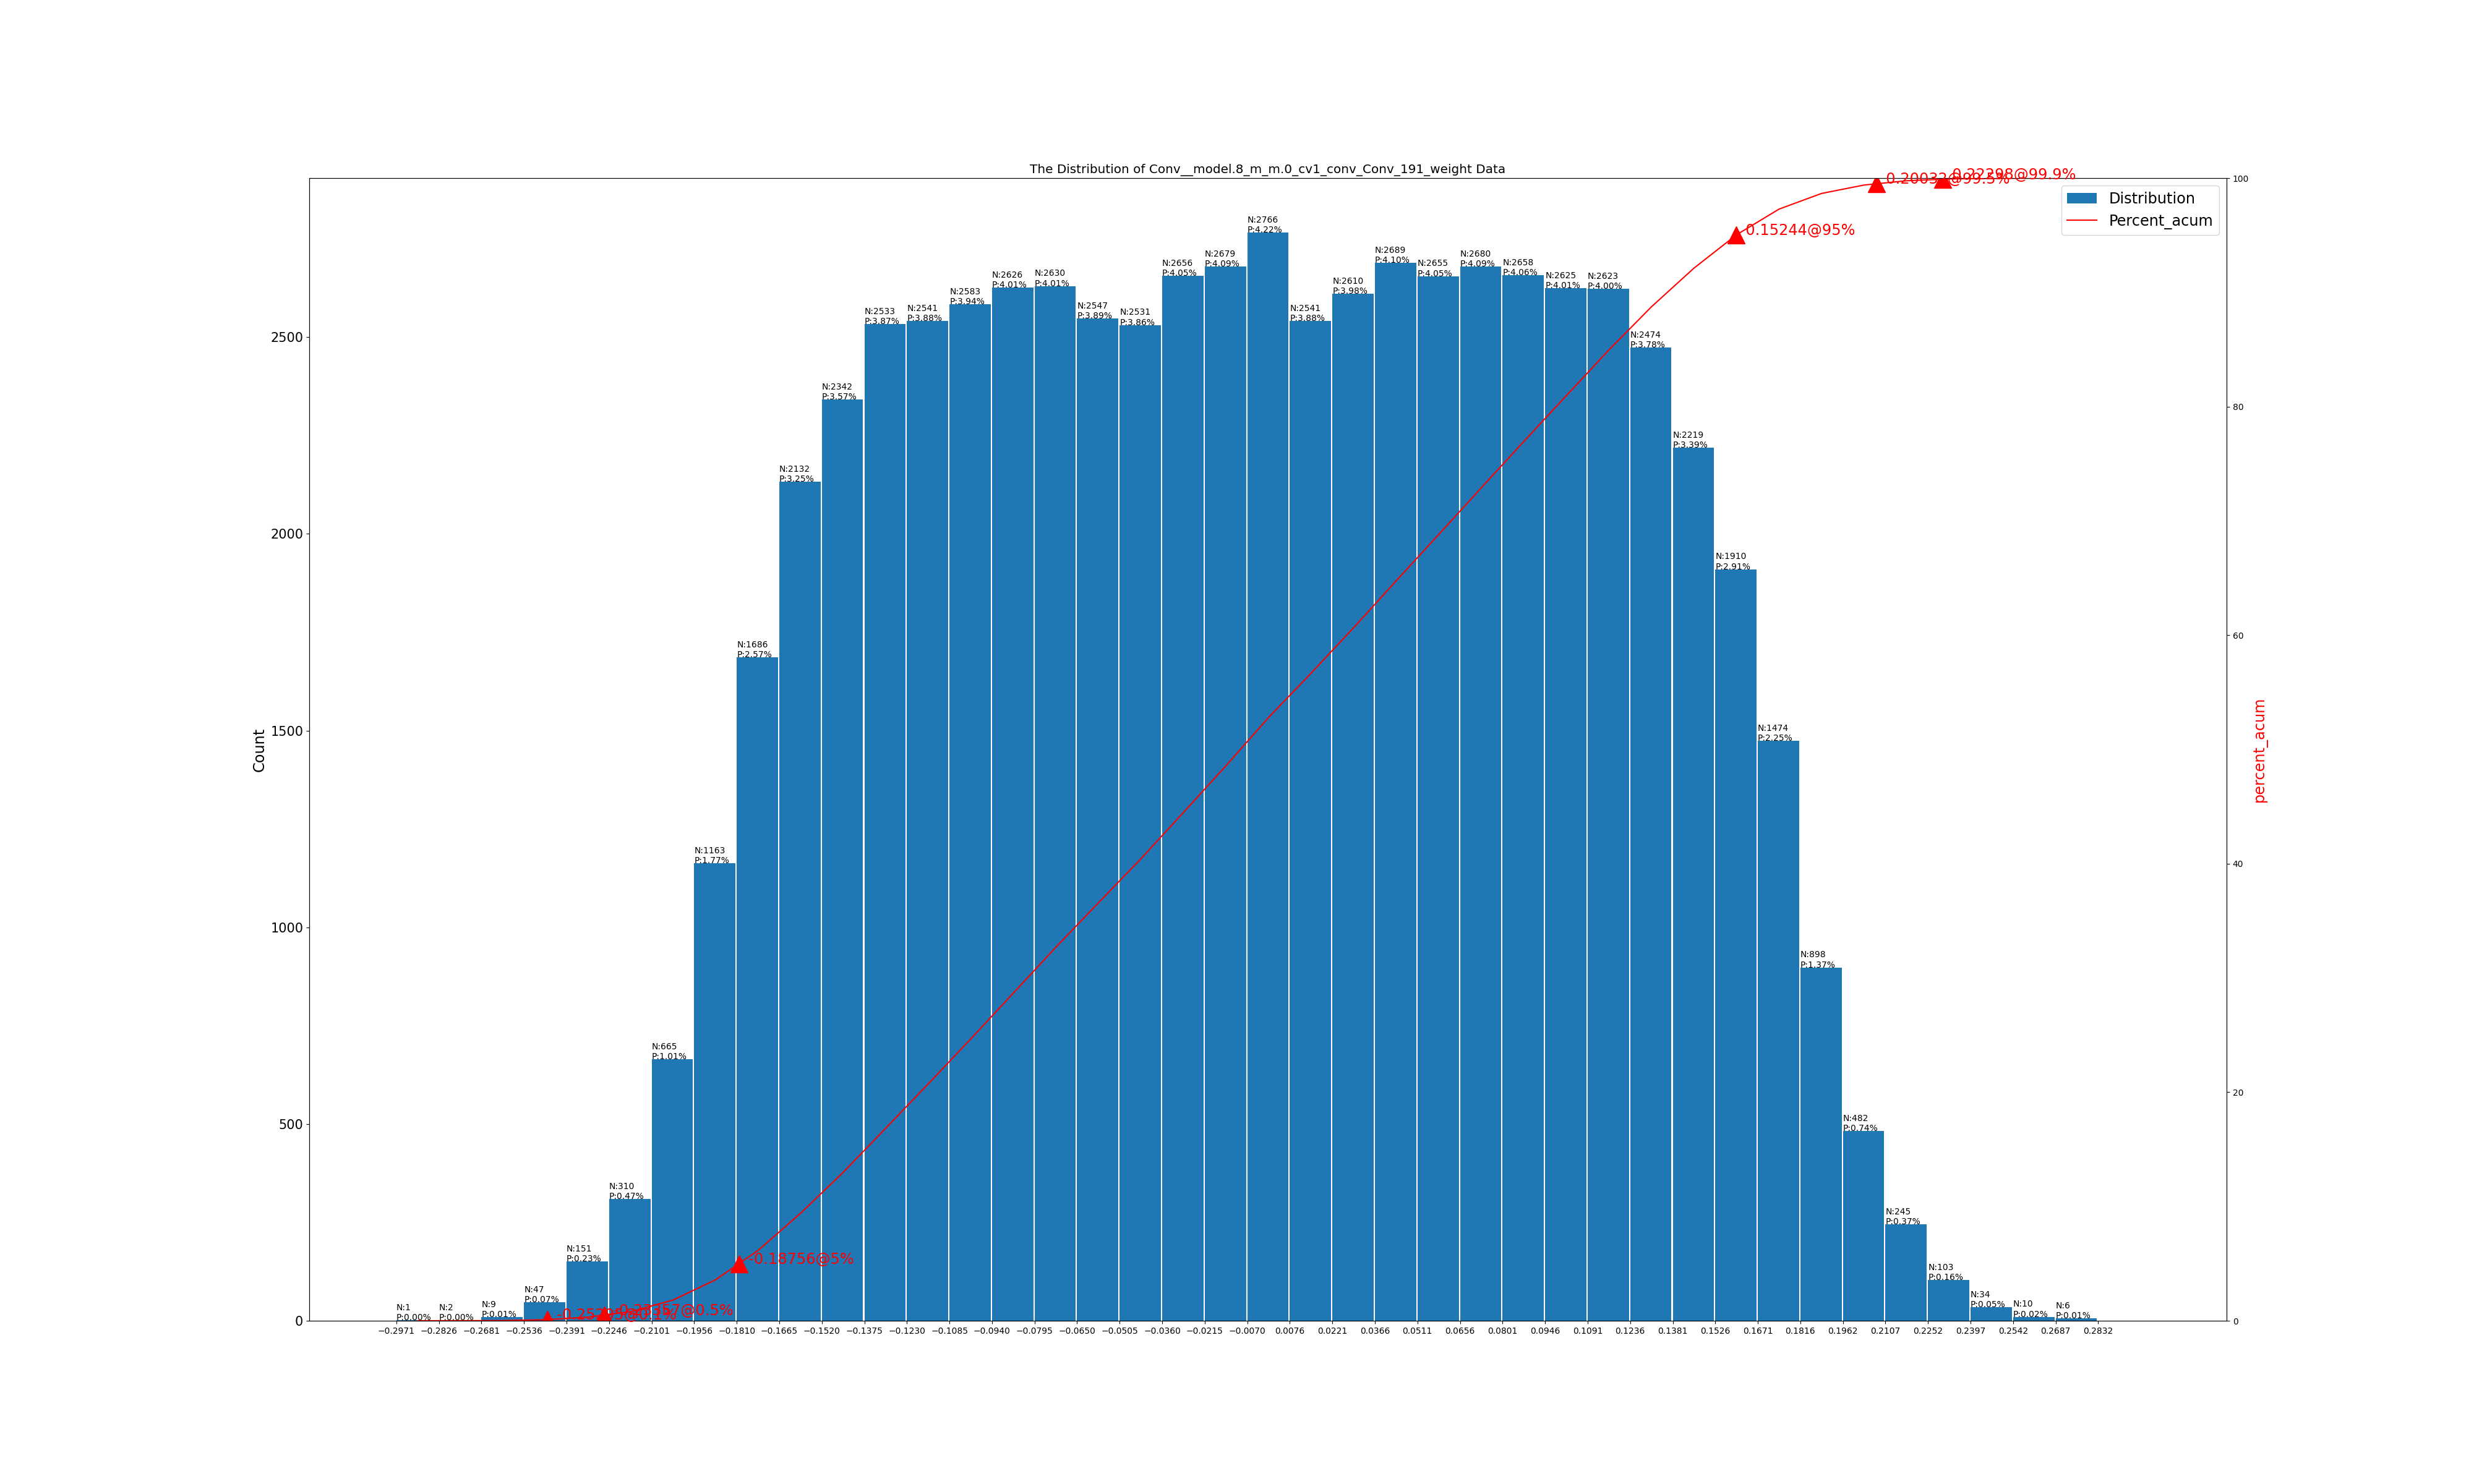 The Distribution of Conv__model.8_m_m.0_cv1_conv_Conv_191_weight Data
0.20032@99.5%
0.22298@99.9%
0.15244@95%
Distribution
Percent_acum
N:1
P:0.00%
N:2
P:0.00%
N:9
P:0.01%
N:47
P:0.07%
N:151
P:0.23%
N:310
P:0.47%
N:665
P:1.01%
N:1163
P:1.77%
N:1686
P:2.57%
N:2132
P:3.25%
N:2342
P:3.57%
N:2533
P:3.87%
N:2541
P:3.88%
N:2583
P:3.94%
N:2626
P:4.01%
N:2630
P:4.01%
N:2547
P:3.89%
N:2531
P:3.86%
N:2656
P:4.05%
N:2679
P:4.09%
N:2766
P:4.22%
N:2541
P:3.88%
N:2610
P:3.98%
N:2689
P:4.10%
N:2655
P:4.05%
N:2680
P:4.09%
N:2658
P:4.06%
N:2625
P:4.01%
N:2623
P:4.00%
N:2474
P:3.78%
N:2219
P:3.39%
N:1910
P:2.91%
N:1474
P:2.25%
N:898
P:1.37%
N:482
P:0.74%
N:245
P:0.37%
N:103
P:0.16%
N:34
P:0.05%
N:10
P:0.02%
N:6
P:0.01%
-0.18756@5%
2500
2000
1500
1000
500
0
Count
100
80
60
40
20
0
percent_acum
−0.2971 −0.2826 −0.2681 −0.2536 −0.2391 −0.2246 −0.2101 −0.1956 −0.1810 −0.1665 −0.1520 −0.1375 −0.1230 −0.1085 −0.0940 −0.0795 −0.0650 −0.0505 −0.0360 −0.0215 −0.0070 0.0076 0.0221 0.0366 0.0511 0.0656 0.0801 0.0946 0.1091 0.1236 0.1381 0.1526 0.1671 0.1816 0.1962 0.2107 0.2252 0.2397 0.2542 0.2687 0.2832